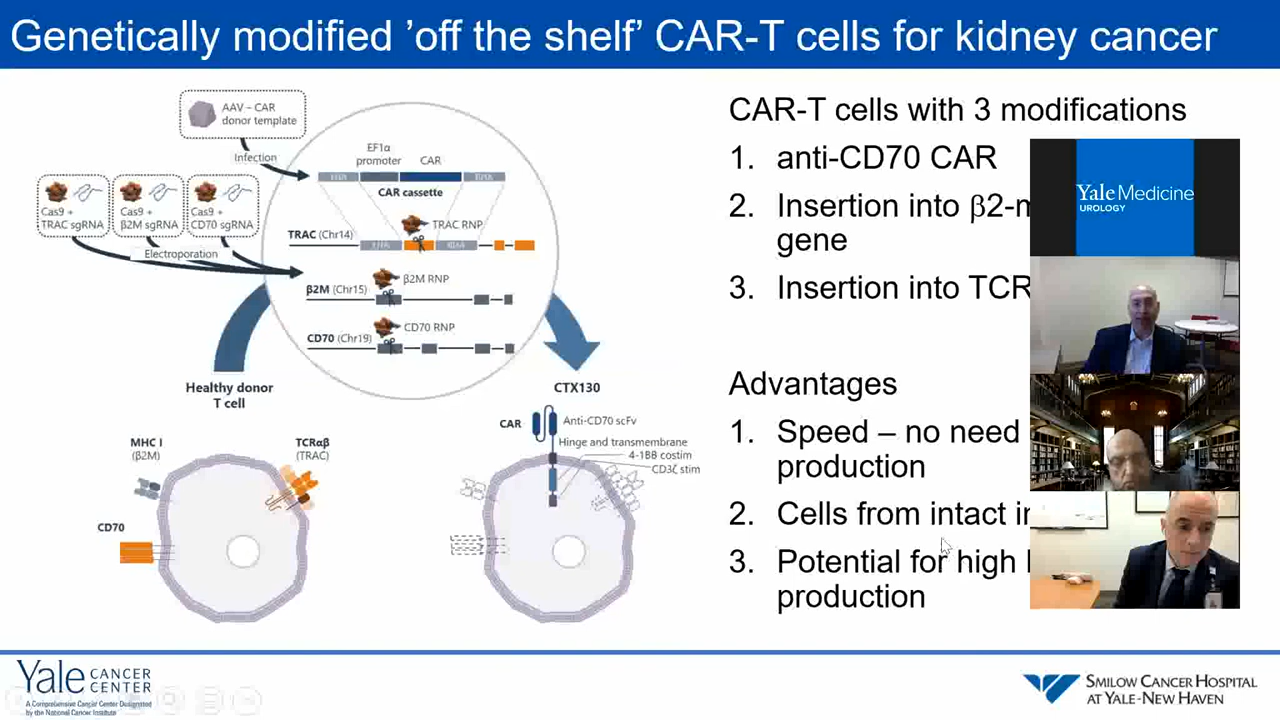 Genetically modified ’off the shelf’ CAR-T cells for kidney cancer
AAV – CAR
donor template
Infection
EF1α
promoter
CAR
CAR cassette
Cas9 +
TRAC sgRNA
Cas9 +
β2M sgRNA
Cas9 +
CD70 sgRNA
Electroporation
TRAC RNP
TRAC (Chr14)
β2M RNP
β2M (Chr15)
CD70 RNP
CD70 (Chr19)
Healthy donor
T cell
CTX130
MHC I
(β2M)
TCRαβ
(TRAC)
CD70
CAR
Anti-CD70 scFv
Hinge and transmembrane
4-1BB costim
CD3ζ stim
CAR-T cells with 3 modifications
1. anti-CD70 CAR
2. Insertion into β2-m
gene
3. Insertion into TCR
Advantages
1. Speed – no need
production
2. Cells from intact
3. Potential for high
production
Yale Medicine
UROLOGY
Yale CANCER
CENTER
A Comprehensive Cancer Center Designated
by the National Cancer Institute
SMILOW CANCER HOSPITAL
AT YALE-NEW HAVEN